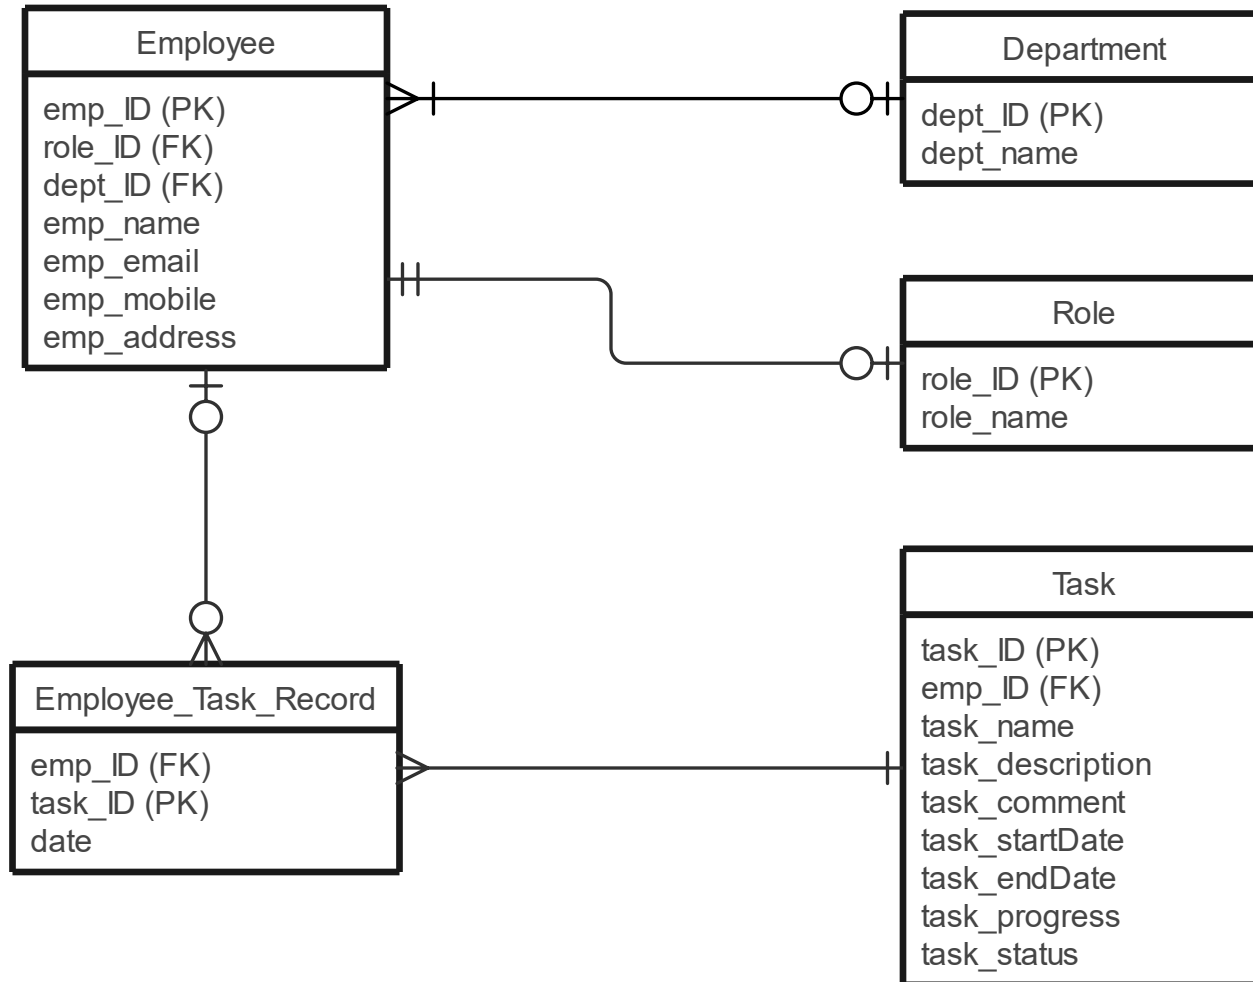 Employee
emp_ID (PK)
role_ID (FK)
dept_ID (FK)
emp_name
emp_email
emp_mobile
emp_address
Department
dept_ID (PK)
dept_name
Role
role_ID (PK)
role_name
Employee_Task_Record
emp_ID (FK)
task_ID (PK)
date
Task
task_ID (PK)
emp_ID (FK)
task_name
task_description
task_comment
task_startDate
task_endDate
task_progress
task_status